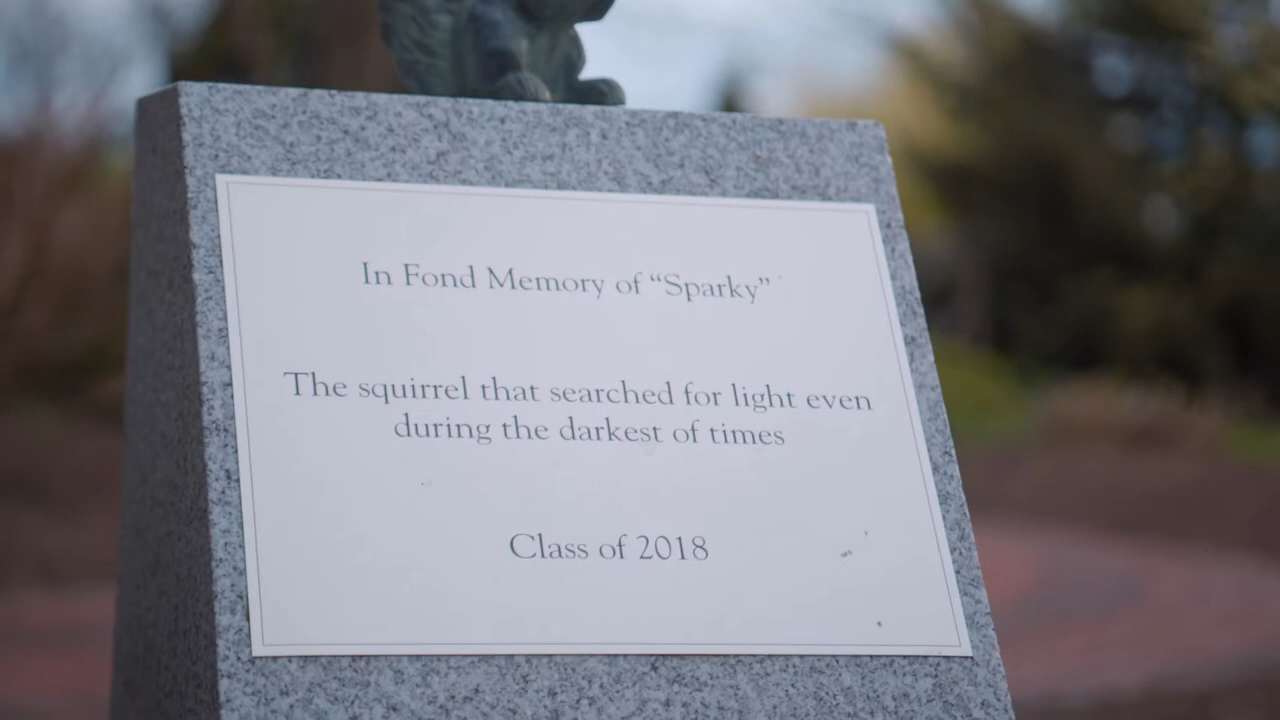 In Fond Memory of “Sparky”
The squirrel that searched for light even
during the darkest of times
Class of 2018